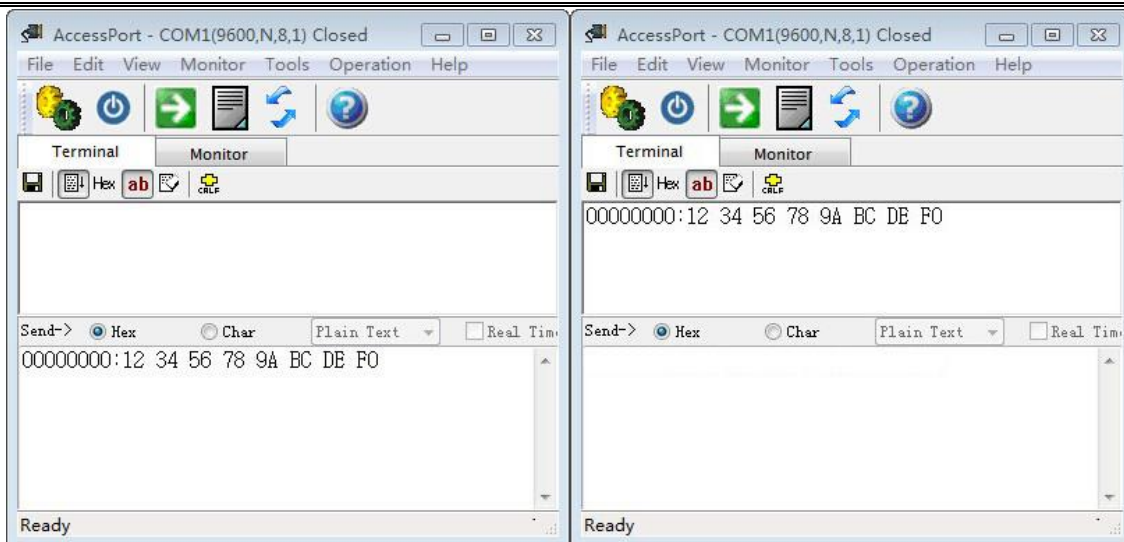 AccessPort - COM1(9600,N,8,1) Closed
File Edit View Monitor Tools Operation Help
Terminal Monitor
Hex ab CRLF
Send-> Hex Char Plain Text Real Tim
00000000:12 34 56 78 9A BC DE F0
Ready
AccessPort - COM1(9600,N,8,1) Closed
File Edit View Monitor Tools Operation Help
Terminal Monitor
Hex ab CRLF
00000000:12 34 56 78 9A BC DE F0
Send-> Hex Char Plain Text Real Tim
Ready